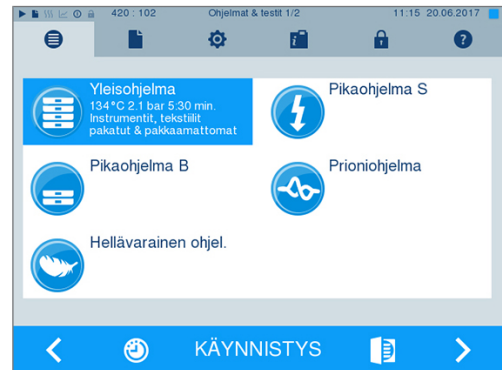 420 : 102 Ohjelmat & testit 1/2 11:15 20.06.2017
Yleisohjelma
134°C 2.1 bar 5:30 min.
Instrumentit, tekstiilit
pakatut & pakkaamattomat
Pikaohjelma S
Pikaohjelma B
Prioniohjelma
Hellävarainen ohjel.
KÄYNNISTYS